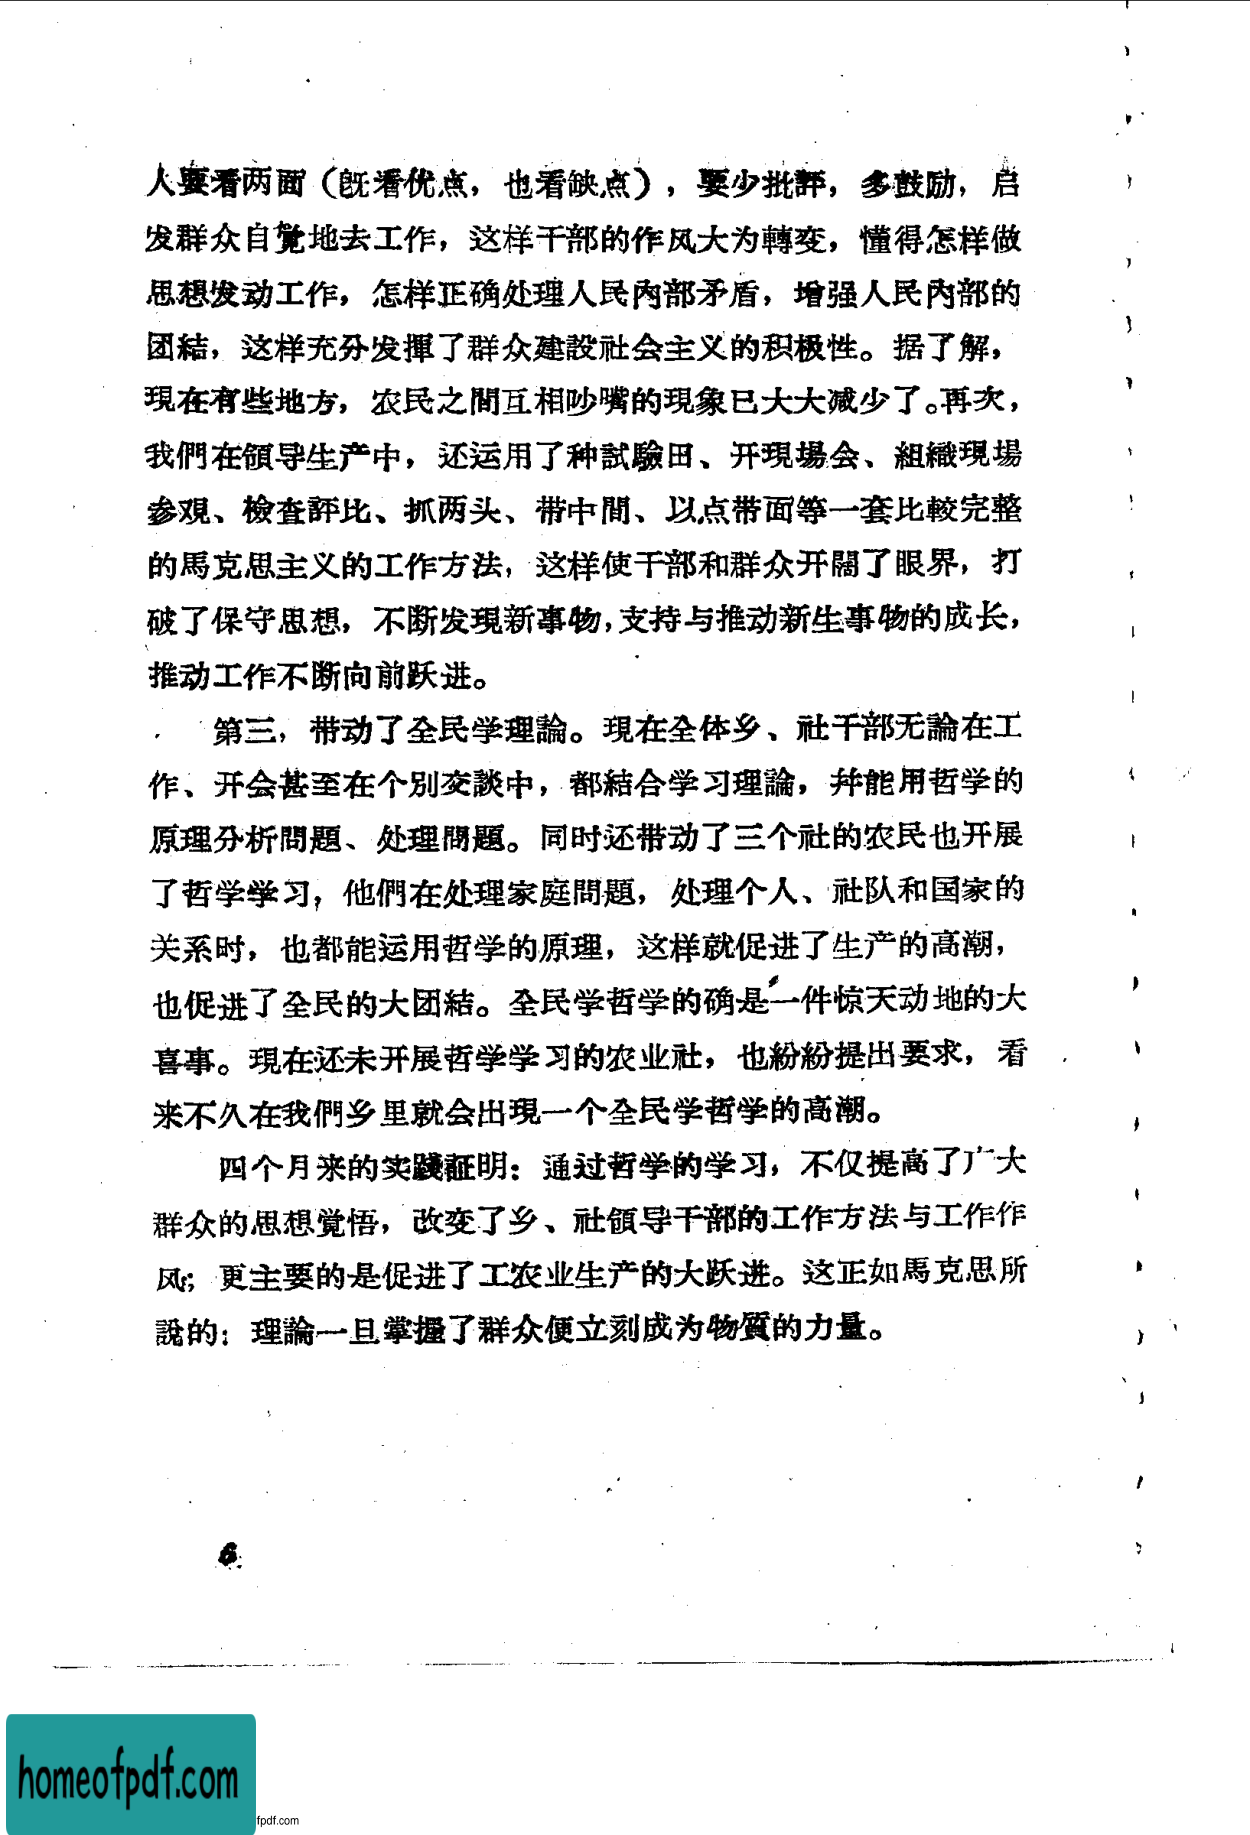 人要看两面（旣看优点，也看缺点），要少批評，多鼓励，启
发群众自覚地去工作，这样干部的作风大为轉变，懂得怎样做
思想发动工作，怎样正确处理人民內部矛盾，增强人民內部的
团結，这样充分发揮了群众建設社会主义的积极性。据了解，
現在有些地方，农民之間互相吵嘴的現象已大大减少了。再次，
我們在領导生产中，还运用了种試驗田、开現場会、組織現場
参观、檢查評比、抓两头、带中間、以点带面等一套比較完整
的馬克思主义的工作方法，这样使干部和群众开闊了眼界，打
破了保守思想，不断发現新事物，支持与推动新生事物的成长，
推动工作不断向前跃进。
第三，带动了全民学理論。現在全体乡、社干部无論在工
作、开会甚至在个別交談中，都結合学习理論，幷能用哲学的
原理分析問題、处理問題。同时还带动了三个社的农民也开展
了哲学学习，他們在处理家庭問題，处理个人、社队和国家的
关系时，也都能运用哲学的原理，这样就促进了生产的高潮，
也促进了全民的大团結。全民学哲学的确是一件惊天动地的大
喜事。現在还未开展哲学学习的农业社，也紛紛提出要求，看
来不久在我們乡里就会出現一个全民学哲学的高潮。
四个月来的实践証明：通过哲学的学习，不仅提高了广大
群众的思想覚悟，改变了乡、社領导干部的工作方法与工作作
风；更主要的是促进了工农业生产的大跃进。这正如馬克思所
說的：理論一旦掌握了群众便立刻成为物質的力量。
6
homeofpdf.com
fpdf.com